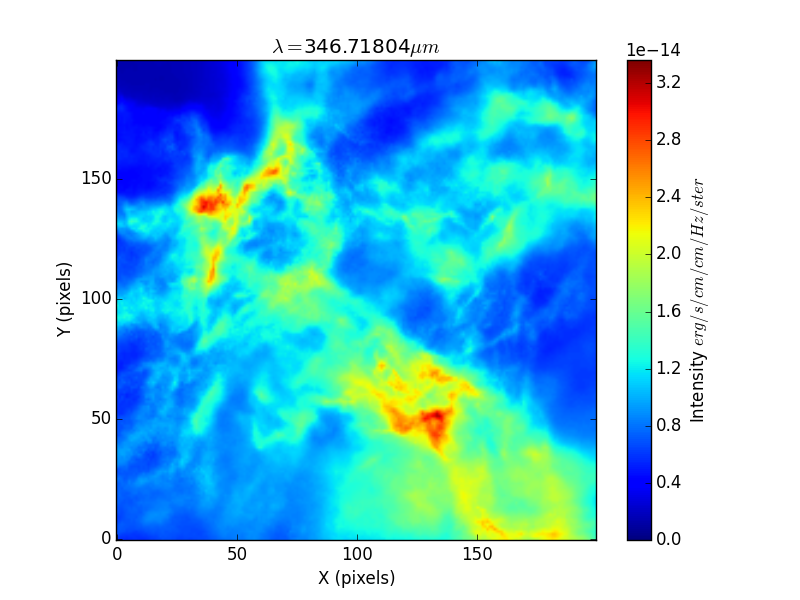 λ=346.71804μm
1e−14
Y (pixels)
150
100
50
0
0 50 100 150
X (pixels)
3.2
2.8
2.4
2.0
1.6
1.2
0.8
0.4
0.0
Intensity erg/s/cm/cm/Hz/ster